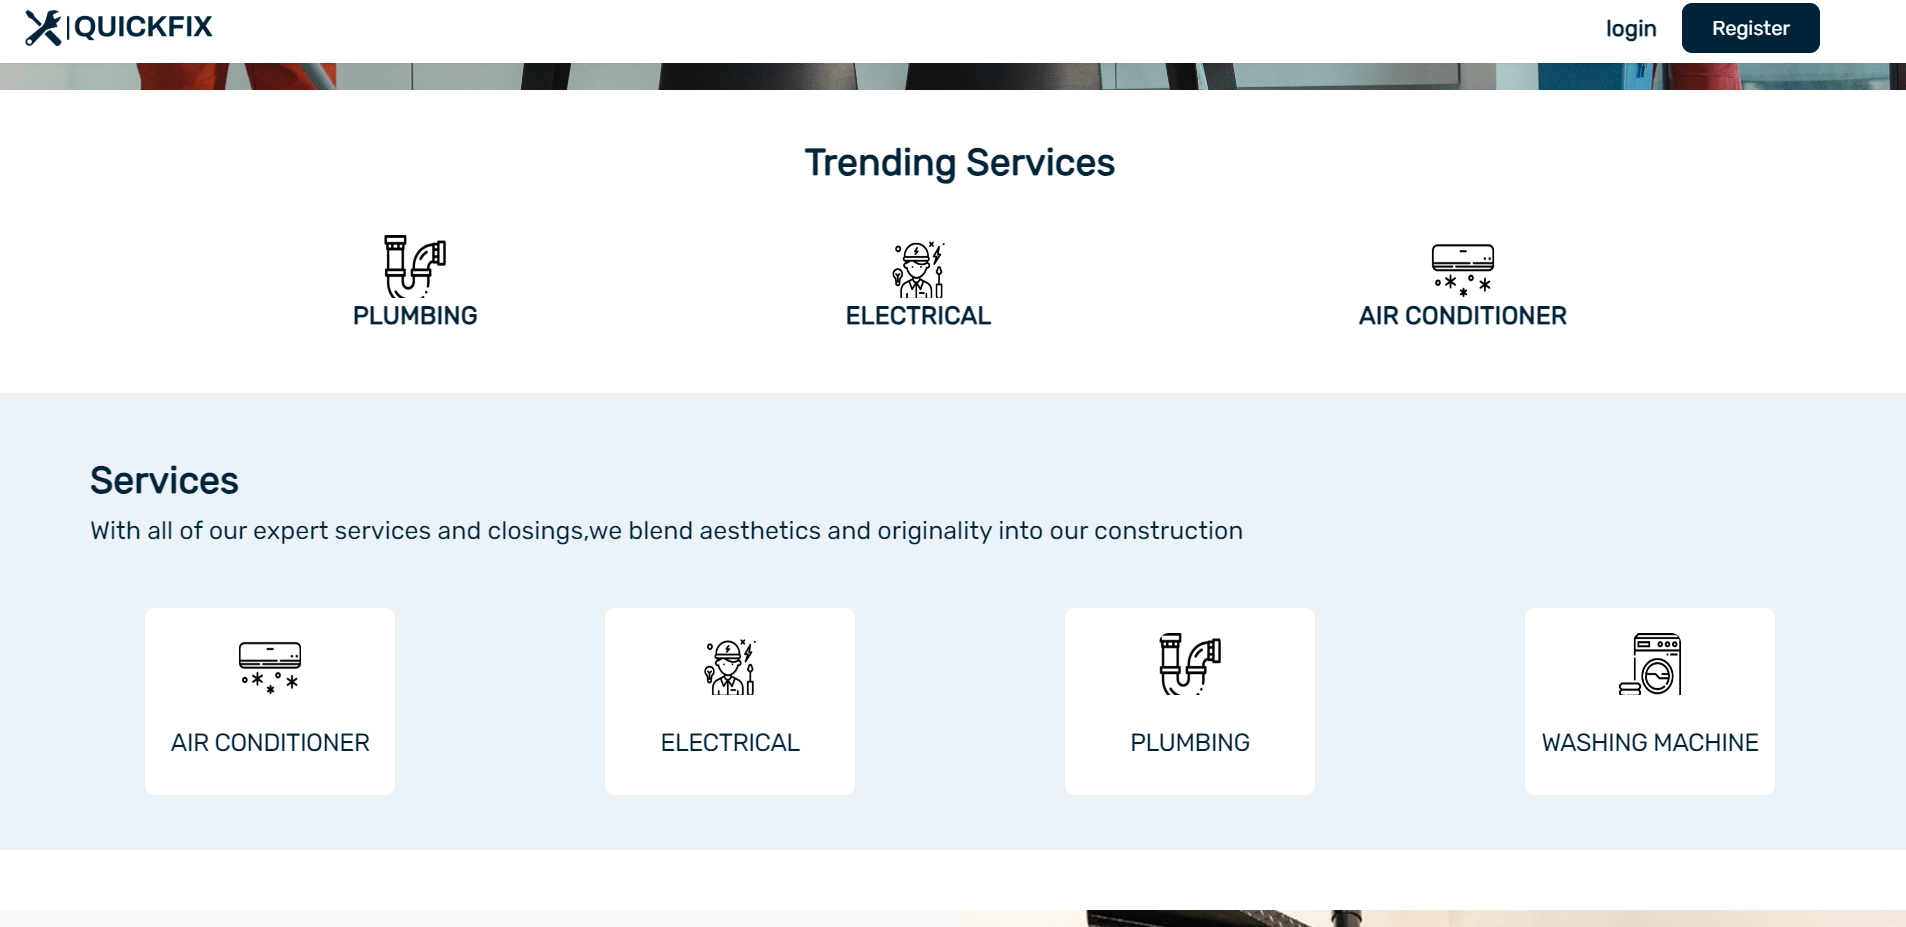 QUICKFIX
login
Register
Trending Services
PLUMBING
ELECTRICAL
AIR CONDITIONER
Services
With all of our expert services and closings,we blend aesthetics and originality into our construction
AIR CONDITIONER
ELECTRICAL
PLUMBING
WASHING MACHINE